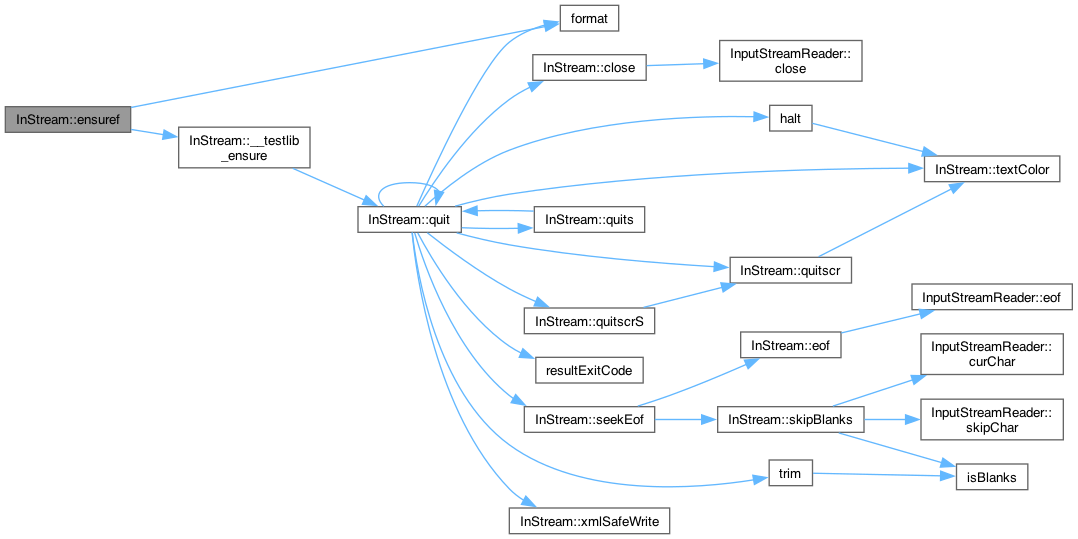 format
InStream::close
InputStreamReader::
close
InStream::ensuref
halt
InStream::__testlib
_ensure
InStream::textColor
InStream::quit
InStream::quits
InStream::quitscr
InStream::quitscrS
InputStreamReader::eof
InStream::eof
InputStreamReader::
curChar
resultExitCode
InStream::seekEof
InStream::skipBlanks
InputStreamReader::
skipChar
trim
isBlanks
InStream::xmlSafeWrite